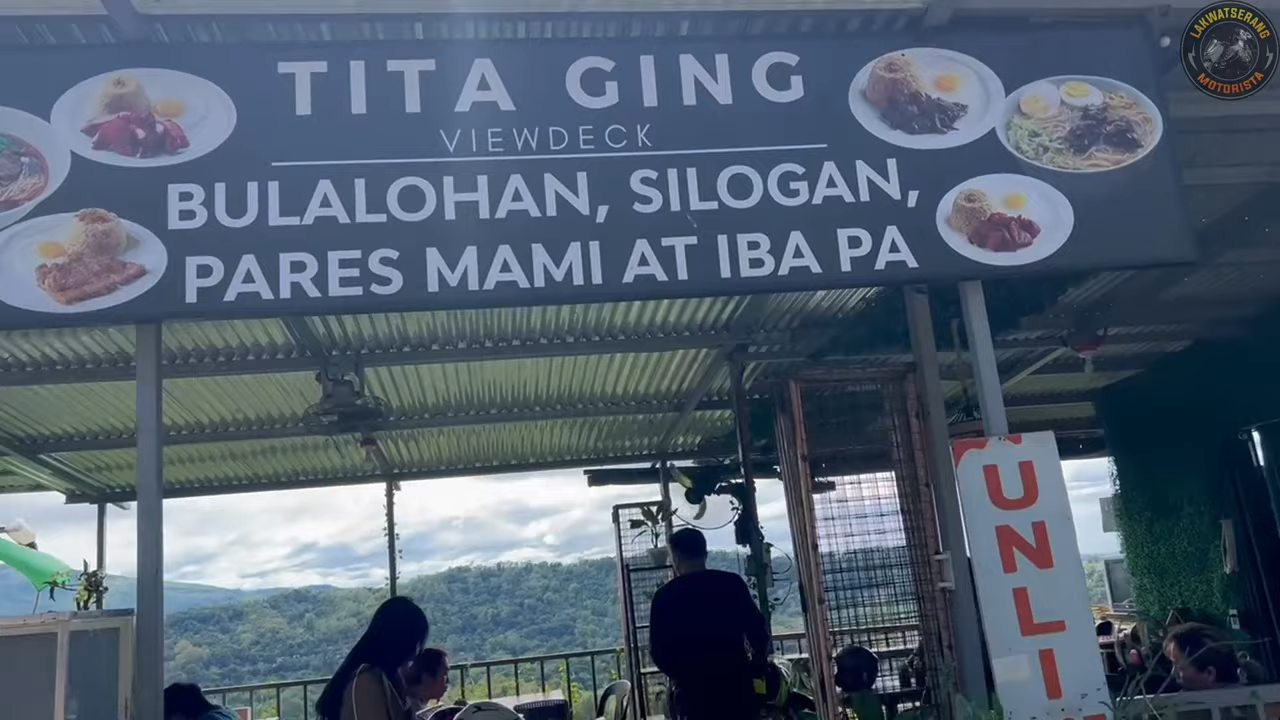 LAKWATSERANG
MOTORISTA
TITA GING
VIEWDECK
BULALOHAN, SILOGAN,
PARES MAMI AT IBA PA
UNLI